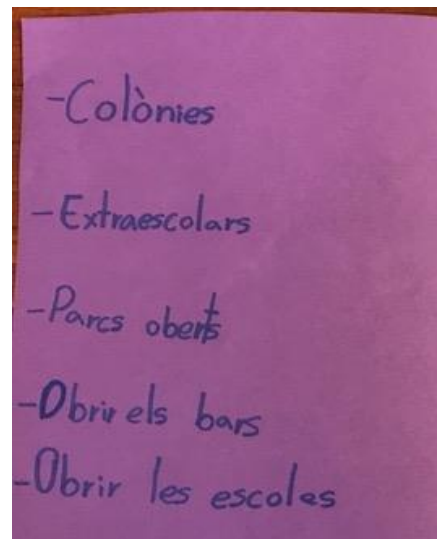 -Colònies
-Extraescolars
-Parcs oberts
-Obrir els bars
-Obrir les escoles